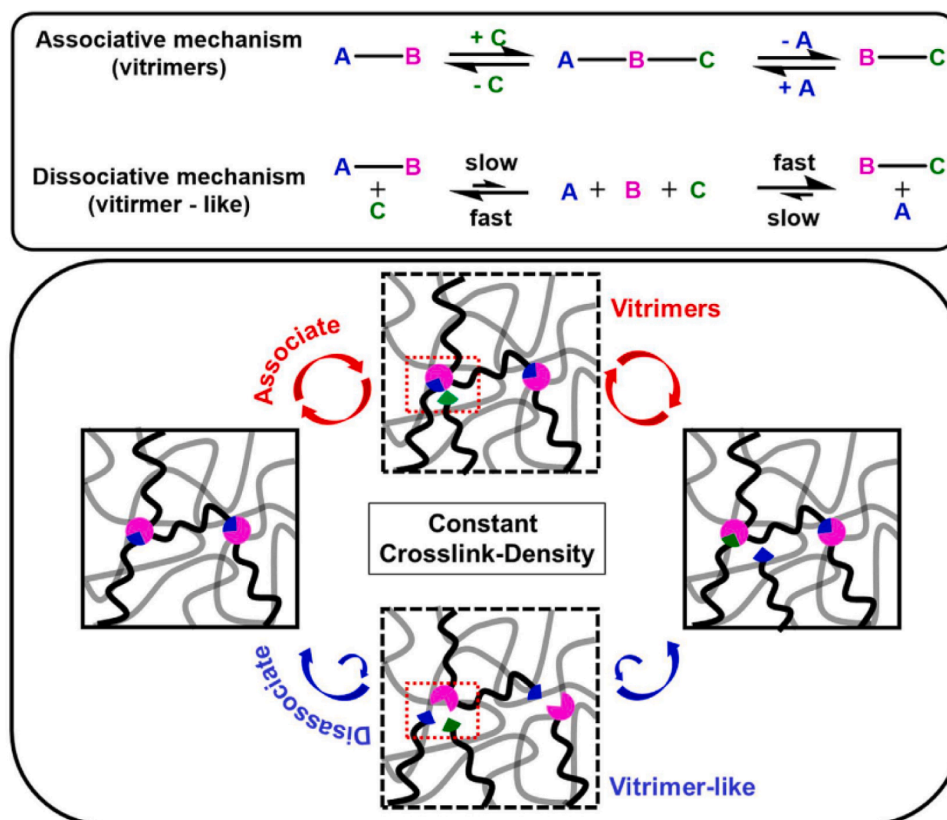 Associative mechanism
(vitrimers)
A — B
+ C
- C
A — B — C
- A
+ A
B — C
Dissociative mechanism
(vitirmer - like)
A — B
+
C
slow
fast
A + B + C
fast
slow
B — C
+
A
Associate
Vitrimers
Constant
Crosslink-Density
Disassociate
Vitrimer-like